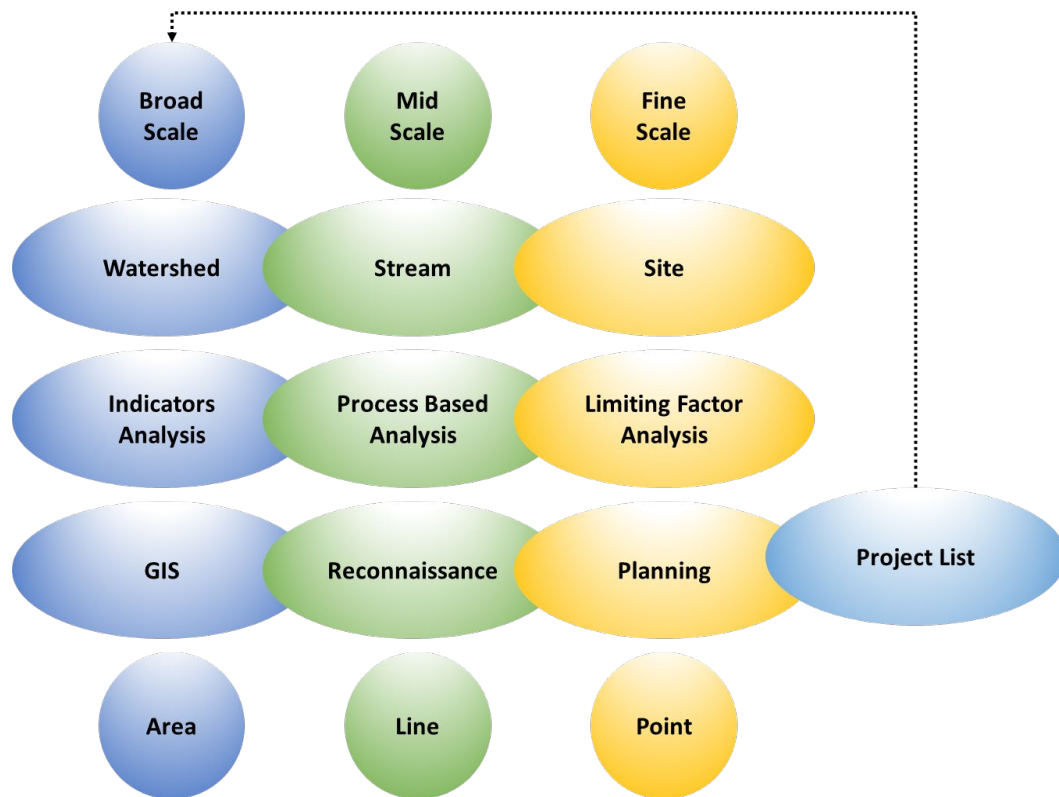 Broad
Scale
Mid
Scale
Fine
Scale
Watershed
Stream
Site
Indicators
Analysis
Process Based
Analysis
Limiting Factor
Analysis
GIS
Reconnaissance
Planning
Project List
Area
Line
Point